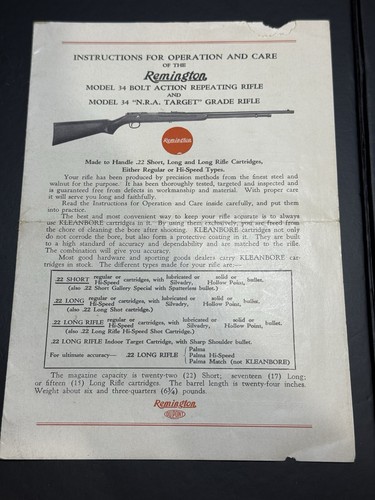 INSTRUCTIONS FOR OPERATION AND CARE
OF THE
Remington
MODEL 34 BOLT ACTION REPEATING RIFLE
AND
MODEL 34 "N.R.A. TARGET" GRADE RIFLE
Remington
Made to Handle .22 Short, Long and Long Rifle Cartridges,
Either Regular or Hi-Speed Types.
Your rifle has been produced by precision methods from the finest steel and
walnut for the purpose. It has been thoroughly tested, targeted and inspected and
is guaranteed free from defects in workmanship and material. With proper care
it will serve you long and faithfully.
Read the Instructions for Operation and Care inside carefully, and put them
into practice.
The best and most convenient way to keep your rifle accurate is to always
use KLEANBORE cartridges in it. By using them exclusively, you are freed from
the chore of cleaning the bore after shooting. KLEANBORE cartridges not only
do not corrode the bore, but also form a protective coating in it. They are built
to a high standard of accuracy and dependability and are matched to the rifle.
The combination will give you accuracy.
Most good hardware and sporting goods dealers carry KLEANBORE car-
tridges in stock. The different types made for your rifle are:—
.22 SHORT regular or Hi-Speed cartridges, with lubricated or Silvadry, solid or Hollow Point, bullet.
(also .22 Short Gallery Special with Spatterless bullet.)
.22 LONG regular or Hi-Speed cartridges, with lubricated or Silvadry, solid or Hollow Point, bullet.
(also .22 Long Shot cartridge.)
.22 LONG RIFLE regular or Hi-Speed cartridges, with lubricated or Silvadry, solid or Hollow Point, bullet.
(also .22 Long Rifle Hi-Speed Shot Cartridge.)
.22 LONG RIFLE Indoor Target Cartridge, with Sharp Shoulder bullet.
For ultimate accuracy— .22 LONG RIFLE Palma
Palma Hi-Speed
Palma Match (not KLEANBORE)
The magazine capacity is twenty-two (22) Short; seventeen (17) Long;
or fifteen (15) Long Rifle cartridges. The barrel length is twenty-four inches.
Weight about six and three-quarters (6¾) pounds.
Remington
DUPONT